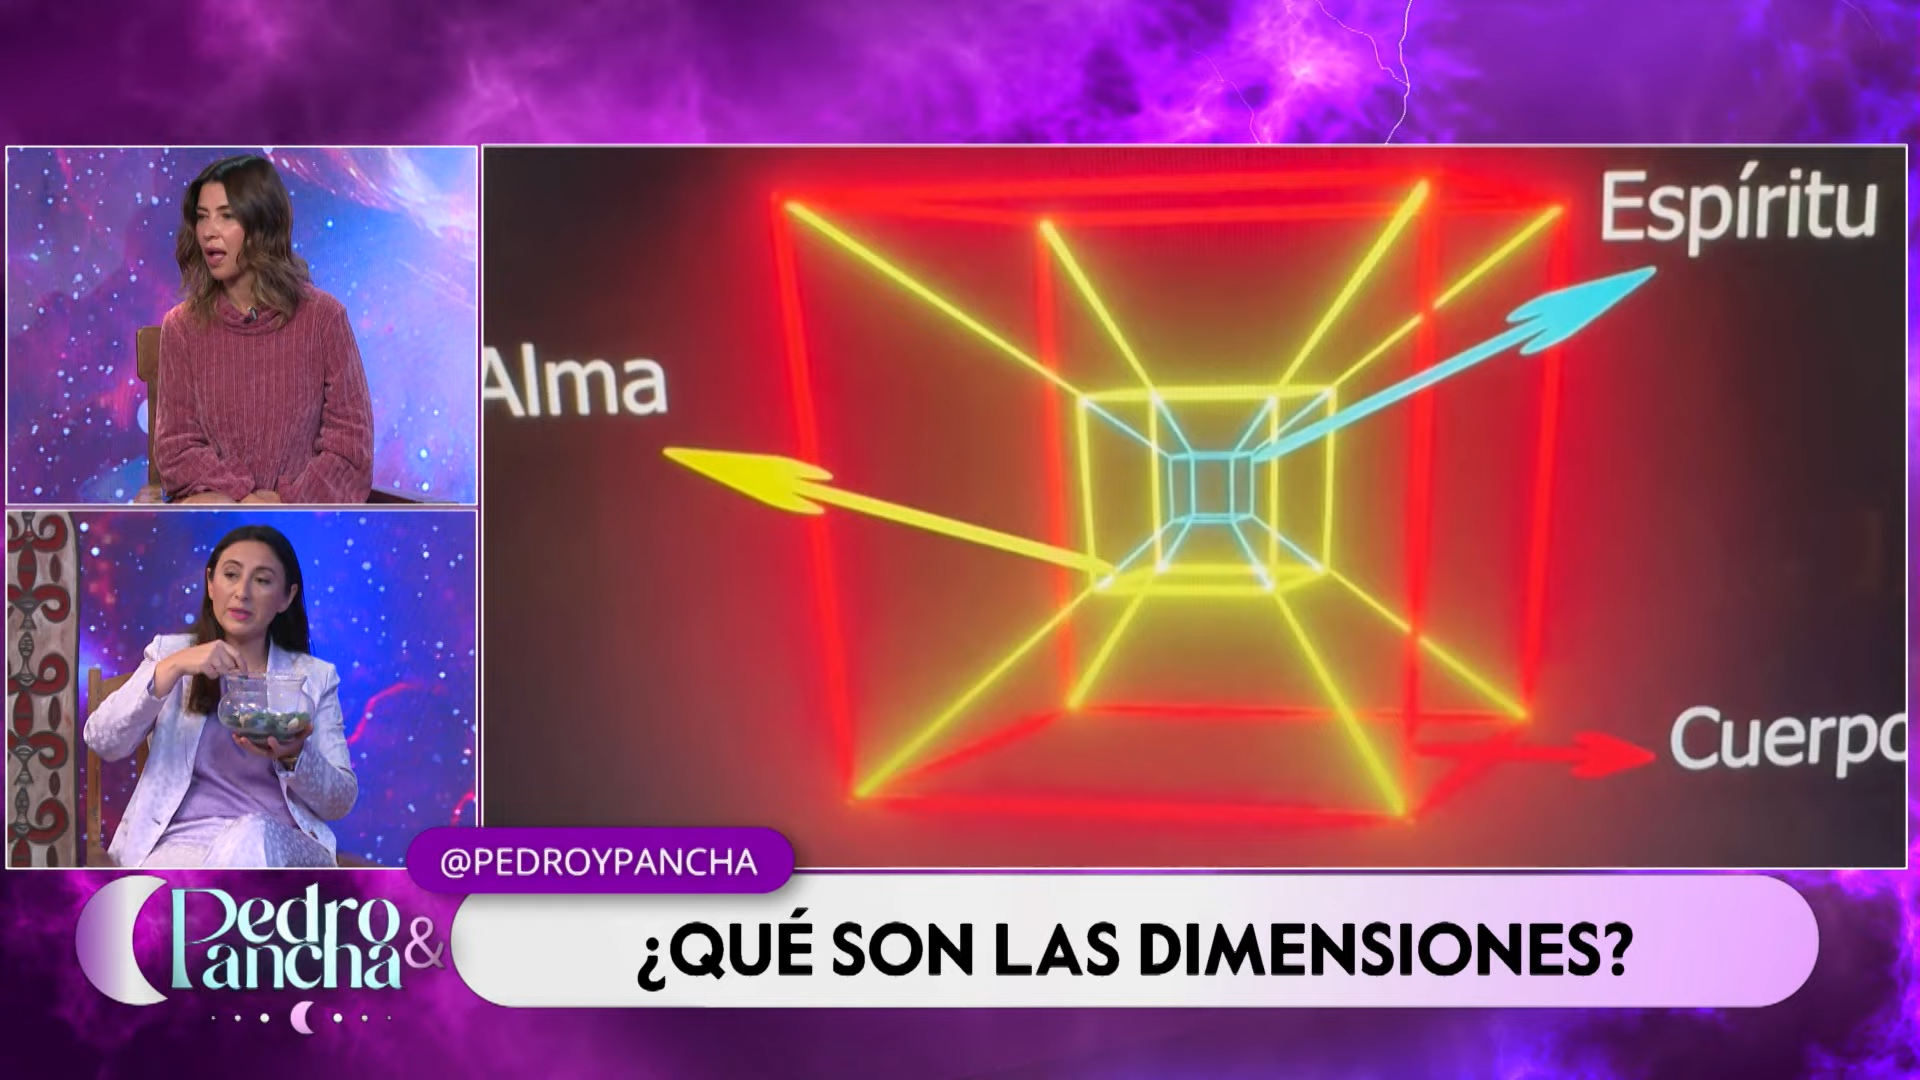 Espíritu
Alma
Cuerpo
@PEDROYPANCHA
Pedro
& Pancha
¿QUÉ SON LAS DIMENSIONES?